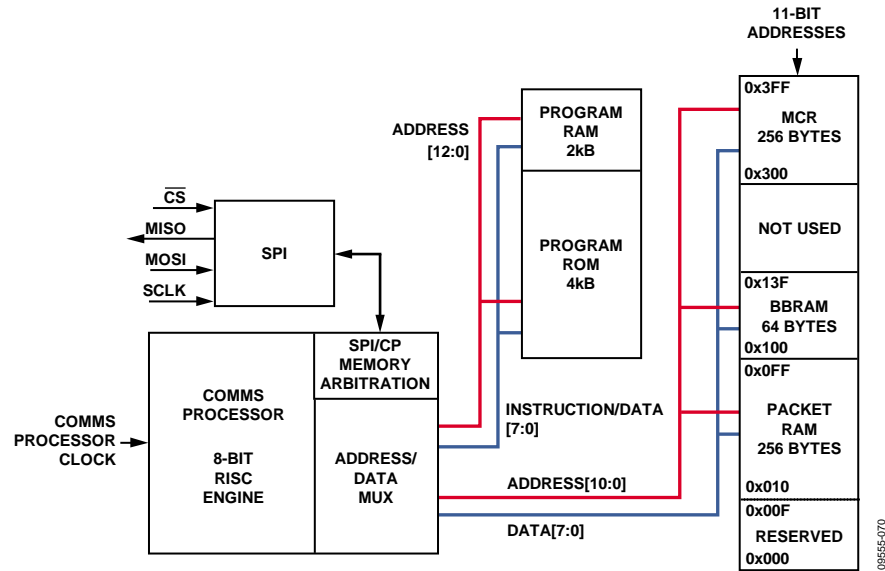 11-BIT
ADDRESSES
0x3FF
MCR
256 BYTES
0x300
NOT USED
0x13F
BBRAM
64 BYTES
0x100
0x0FF
PACKET
RAM
256 BYTES
0x010
0x00F
RESERVED
0x000
ADDRESS
[12:0]
PROGRAM
RAM
2kB
PROGRAM
ROM
4kB
CS
MISO
MOSI
SCLK
SPI
SPI/CP
MEMORY
ARBITRATION
COMMS
PROCESSOR
CLOCK
COMMS
PROCESSOR
8-BIT
RISC
ENGINE
ADDRESS/
DATA
MUX
INSTRUCTION/DATA
[7:0]
ADDRESS[10:0]
DATA[7:0]
09555-070